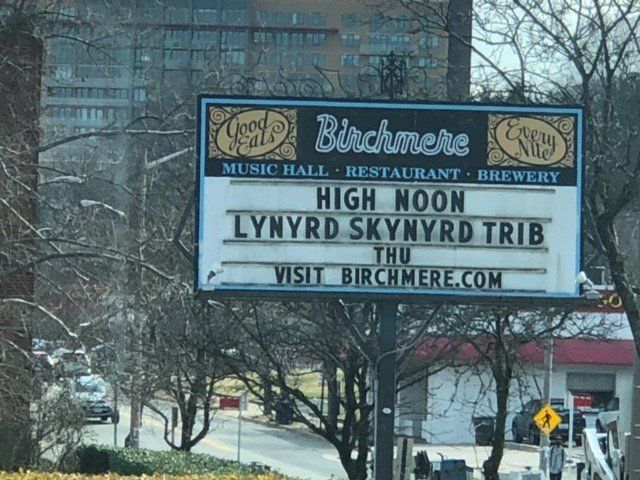 Good Eats
Birchmere
Every Nite!
MUSIC HALL · RESTAURANT · BREWERY
HIGH NOON
LYNYRD SKYNYRD TRIB
THU
VISIT BIRCHMERE.COM